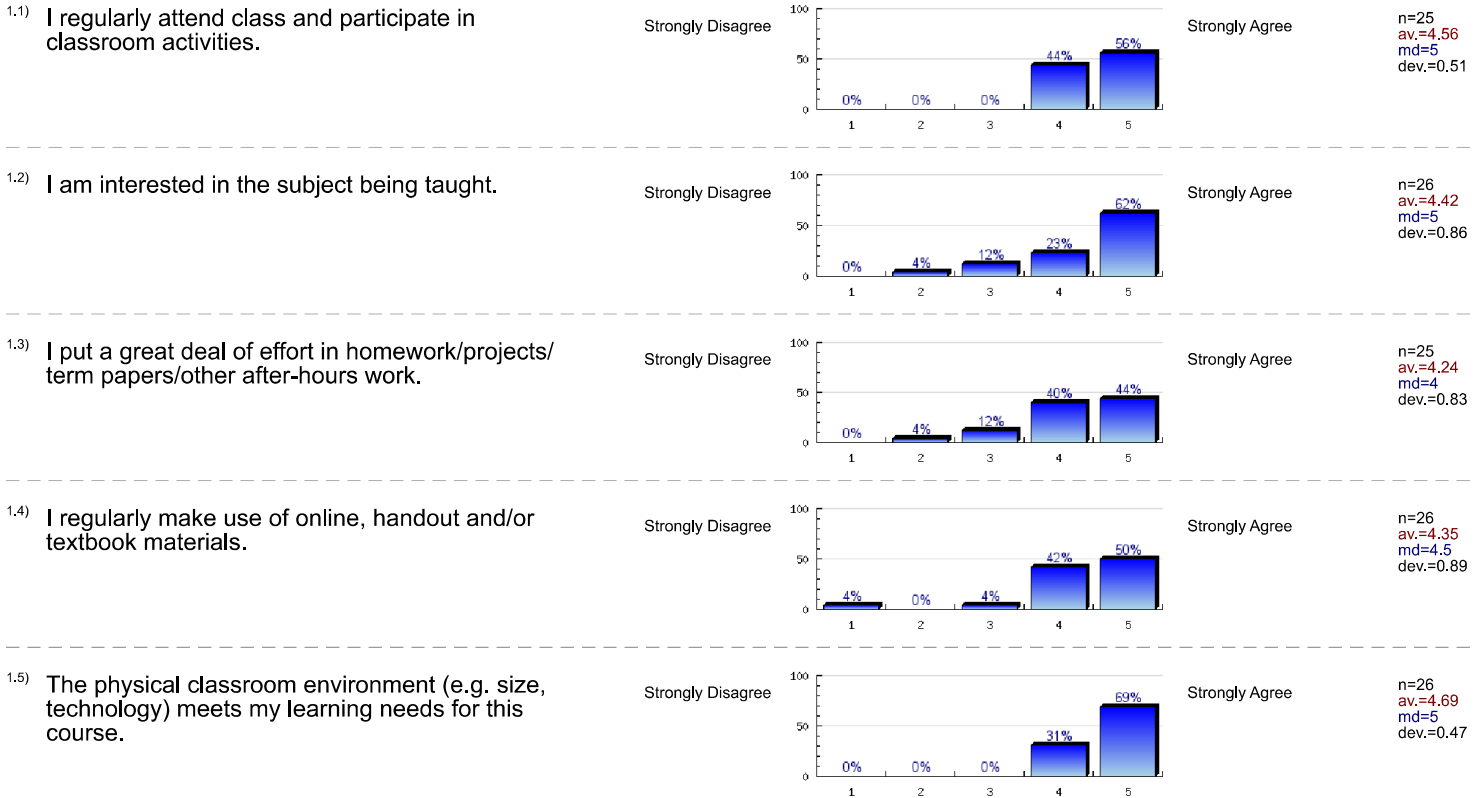 1.1) I regularly attend class and participate in
classroom activities.
Strongly Disagree
100
50
0
0% 0% 0% 44% 56%
1 2 3 4 5
Strongly Agree
n=25
av.=4.56
md=5
dev.=0.51
1.2) I am interested in the subject being taught.
Strongly Disagree
100
50
0
0% 4% 12% 23% 62%
1 2 3 4 5
Strongly Agree
n=26
av.=4.42
md=5
dev.=0.86
1.3) I put a great deal of effort in homework/projects/
term papers/other after-hours work.
Strongly Disagree
100
50
0
0% 4% 12% 40% 44%
1 2 3 4 5
Strongly Agree
n=25
av.=4.24
md=4
dev.=0.83
1.4) I regularly make use of online, handout and/or
textbook materials.
Strongly Disagree
100
50
0
4% 0% 4% 42% 50%
1 2 3 4 5
Strongly Agree
n=26
av.=4.35
md=4.5
dev.=0.89
1.5) The physical classroom environment (e.g. size,
technology) meets my learning needs for this
course.
Strongly Disagree
100
50
0
0% 0% 0% 31% 69%
1 2 3 4 5
Strongly Agree
n=26
av.=4.69
md=5
dev.=0.47